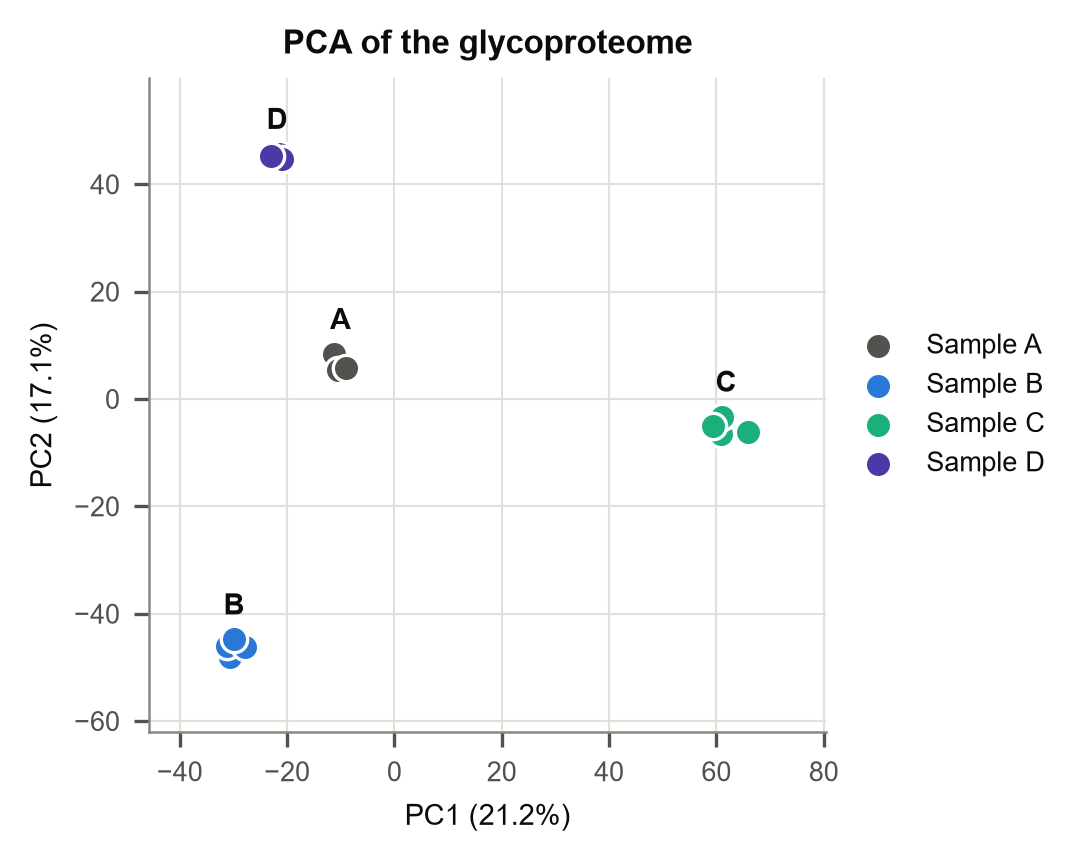 PCA of the glycoproteome
D
A
C
B
40
20
0
−20
−40
−60
−40
−20
0
20
40
60
80
PC2 (17.1%)
PC1 (21.2%)
Sample A
Sample B
Sample C
Sample D